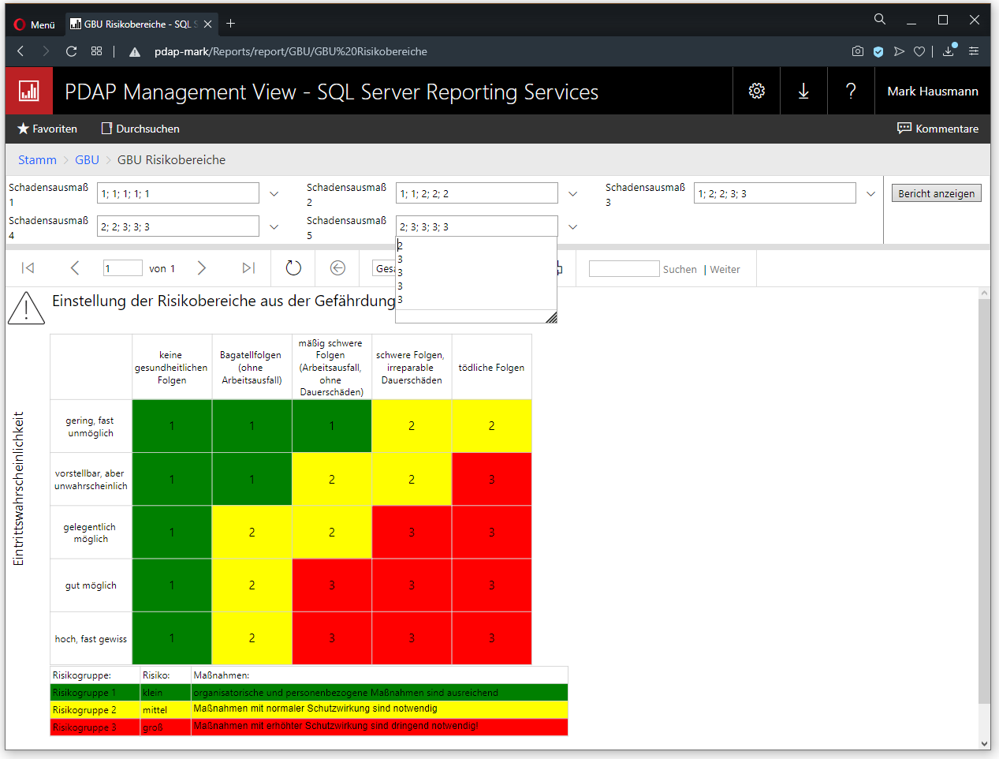 Menü
GBU Risikobereiche - SQL S
pdap-mark/Reports/report/GBU/GBU%20Risikobereiche
PDAP Management View - SQL Server Reporting Services
?
Mark Hausmann
Favoriten
Durchsuchen
Kommentare
Stamm > GBU > GBU Risikobereiche
Schadensausmaß 1
1; 1; 1; 1; 1
Schadensausmaß 2
1; 1; 2; 2; 2
Schadensausmaß 3
1; 2; 2; 3; 3
Bericht anzeigen
Schadensausmaß 4
2; 2; 3; 3; 3
Schadensausmaß 5
2; 3; 3; 3; 3
2
3
3
3
3
1 von 1
Gesa
Suchen | Weiter
Einstellung der Risikobereiche aus der Gefährdung
keine gesundheitlichen Folgen
Bagatellfolgen (ohne Arbeitsausfall)
mäßig schwere Folgen (Arbeitsausfall, ohne Dauerschäden)
schwere Folgen, irreparable Dauerschäden
tödliche Folgen
Eintrittswahrscheinlichkeit
gering, fast unmöglich 1 1 1 2 2
vorstellbar, aber unwahrscheinlich 1 1 2 2 3
gelegentlich möglich 1 2 2 3 3
gut möglich 1 2 3 3 3
hoch, fast gewiss 1 2 3 3 3
Risikogruppe: Risiko: Maßnahmen:
Risikogruppe 1 klein organisatorische und personenbezogene Maßnahmen sind ausreichend
Risikogruppe 2 mittel Maßnahmen mit normaler Schutzwirkung sind notwendig
Risikogruppe 3 groß Maßnahmen mit erhöhter Schutzwirkung sind dringend notwendig!